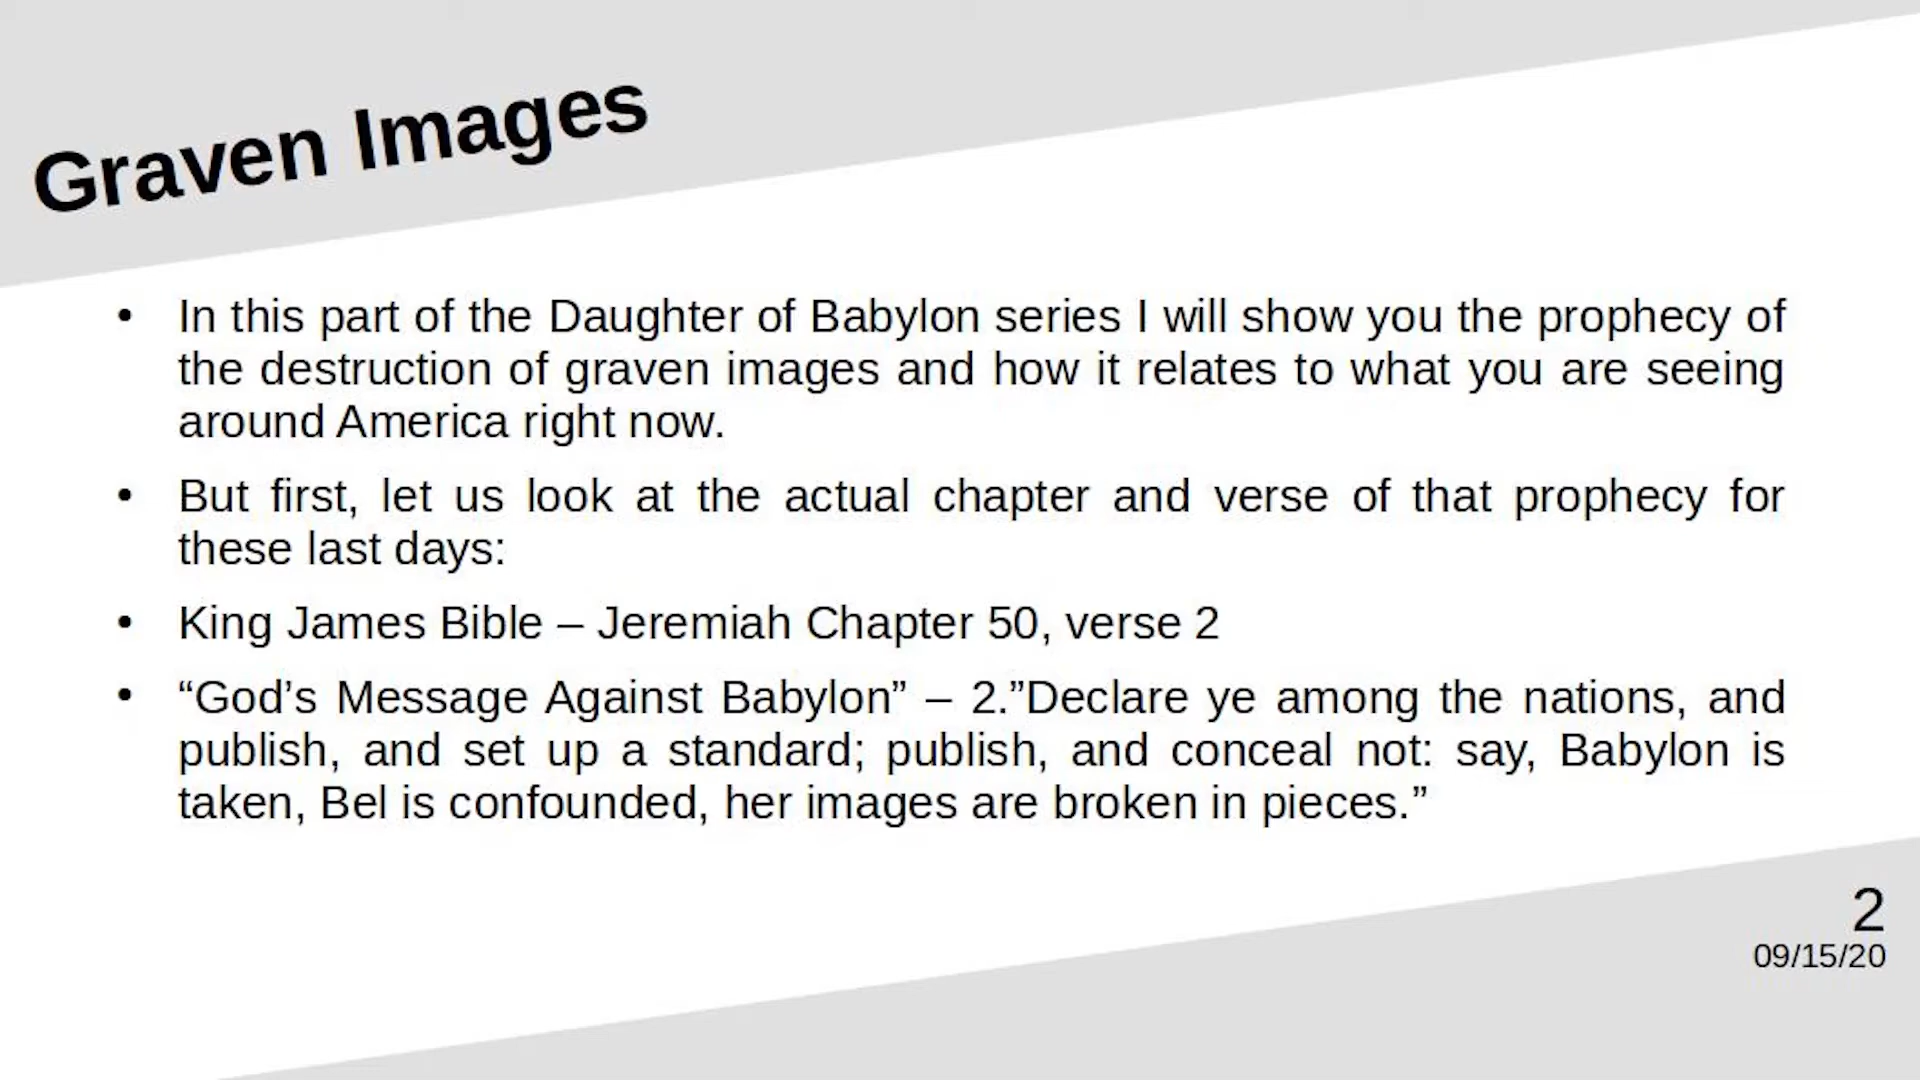 Graven Images
• In this part of the Daughter of Babylon series I will show you the prophecy of
the destruction of graven images and how it relates to what you are seeing
around America right now.
• But first, let us look at the actual chapter and verse of that prophecy for
these last days:
• King James Bible – Jeremiah Chapter 50, verse 2
• “God’s Message Against Babylon” – 2.”Declare ye among the nations, and
publish, and set up a standard; publish, and conceal not: say, Babylon is
taken, Bel is confounded, her images are broken in pieces.”
2
09/15/20